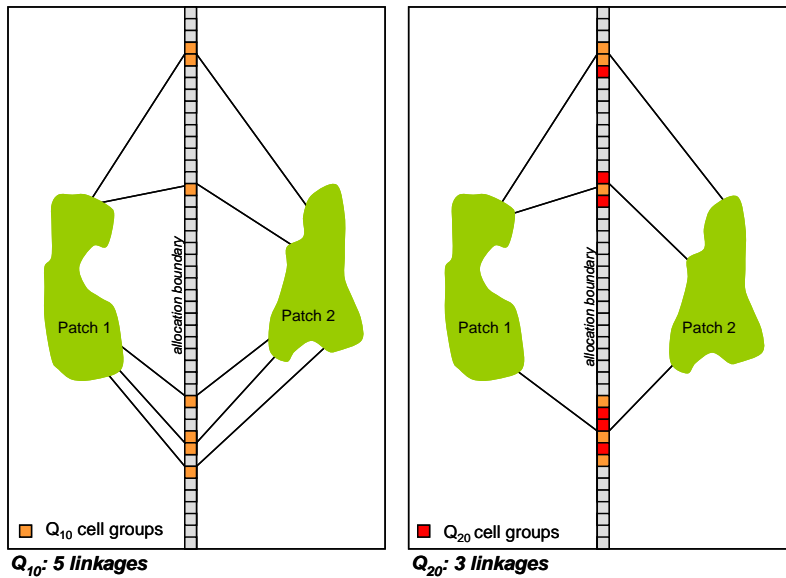 allocation boundary
Patch 1
Patch 2
Q10 cell groups
Q10: 5 linkages
allocation boundary
Patch 1
Patch 2
Q20 cell groups
Q20: 3 linkages